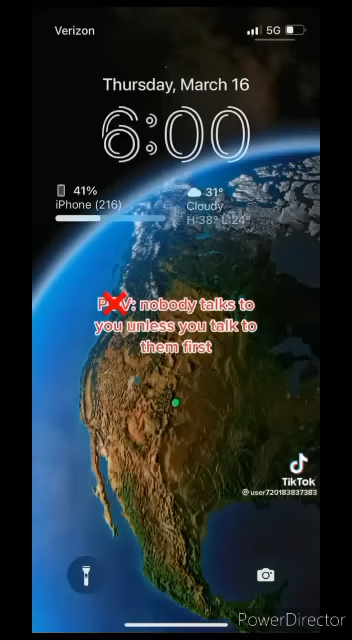 Verizon
5G
Thursday, March 16
6:00
41%
31°
iPhone (216)
Cloudy
H:38° L:24°
POV: nobody talks to
you unless you talk to
them first
TikTok
@user720183837383
PowerDirector